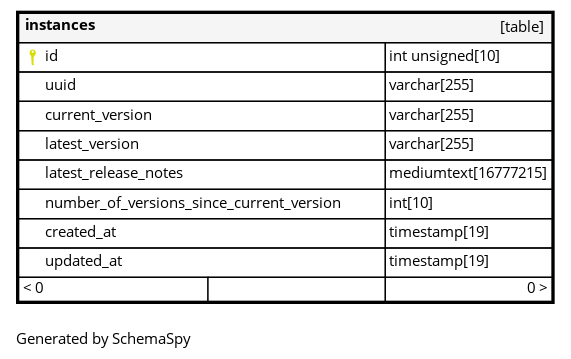 instances [table]
id int unsigned[10]
uuid varchar[255]
current_version varchar[255]
latest_version varchar[255]
latest_release_notes mediumtext[16777215]
number_of_versions_since_current_version int[10]
created_at timestamp[19]
updated_at timestamp[19]
< 0 0 >
Generated by SchemaSpy